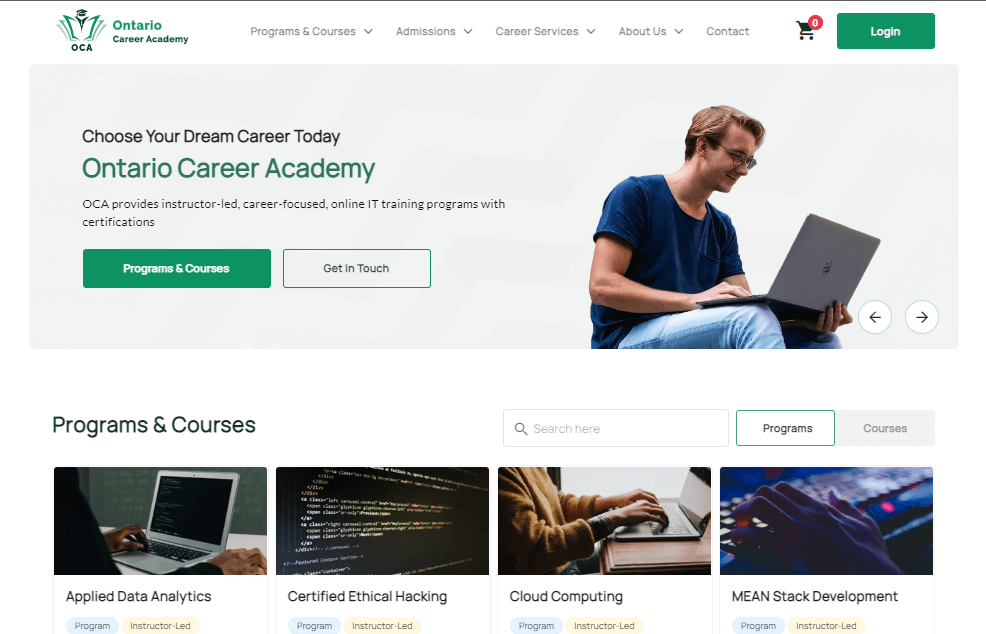 Ontario
Career Academy
OCA
Programs & Courses
Admissions
Career Services
About Us
Contact
0
Login
Choose Your Dream Career Today
Ontario Career Academy
OCA provides instructor-led, career-focused, online IT training programs with
certifications
Programs & Courses
Get In Touch
Programs & Courses
Search here
Programs
Courses
Applied Data Analytics
Certified Ethical Hacking
Cloud Computing
MEAN Stack Development
Program
Instructor-Led
Program
Instructor-Led
Program
Instructor-Led
Program
Instructor-Led